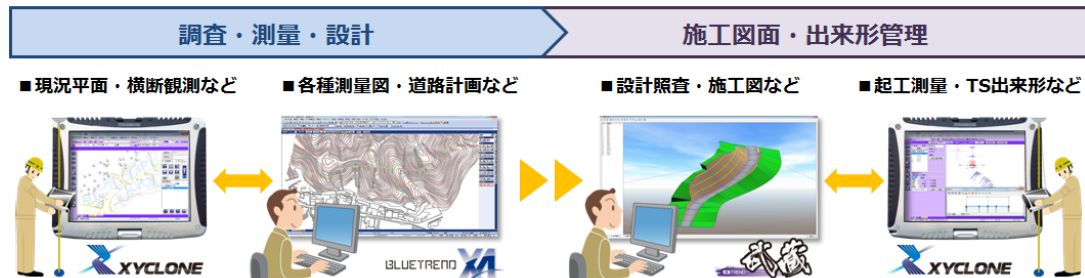 調査・測量・設計
施工図面・出来形管理
■現況平面・横断観測など
■各種測量図・道路計画など
■設計照査・施工図など
■起工測量・TS出来形など
XYCLONE
BLUETREND XA
EX-TREND 武蔵
XYCLONE